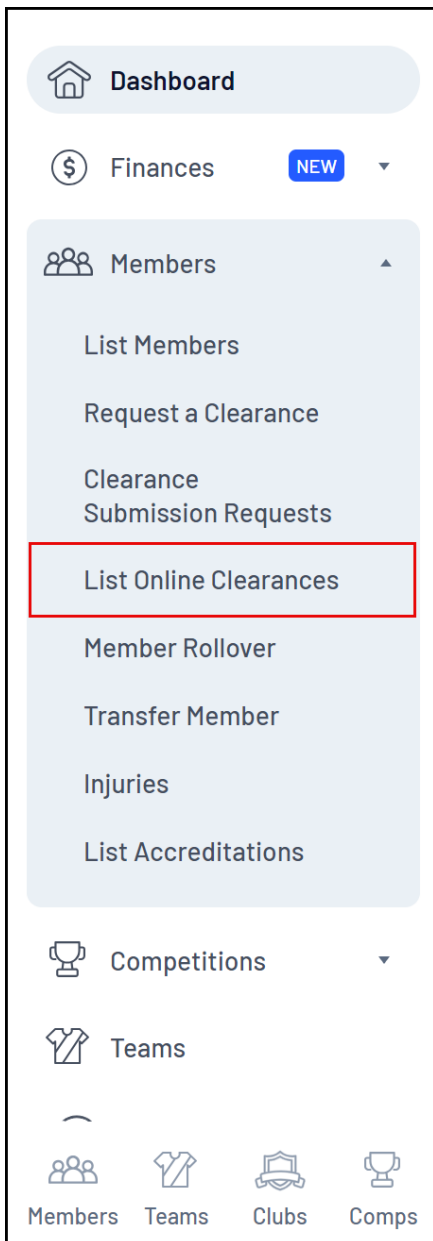 Dashboard
Finances NEW
Members
List Members
Request a Clearance
Clearance
Submission Requests
List Online Clearances
Member Rollover
Transfer Member
Injuries
List Accreditations
Competitions
Teams
Members Teams Clubs Comps